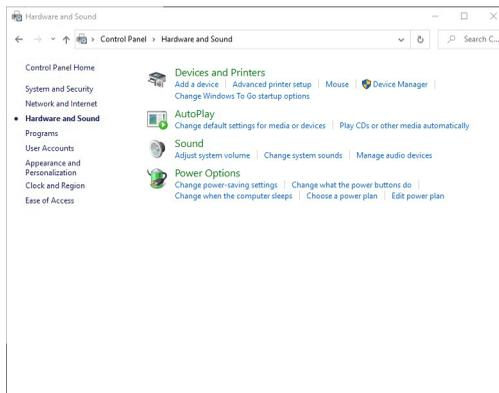 Hardware and Sound
Control Panel > Hardware and Sound
Search C...
Control Panel Home
System and Security
Network and Internet
Hardware and Sound
Programs
User Accounts
Appearance and
Personalization
Clock and Region
Ease of Access
Devices and Printers
Add a device | Advanced printer setup | Mouse | Device Manager |
Change Windows To Go startup options
AutoPlay
Change default settings for media or devices | Play CDs or other media automatically
Sound
Adjust system volume | Change system sounds | Manage audio devices
Power Options
Change power-saving settings | Change what the power buttons do |
Change when the computer sleeps | Choose a power plan | Edit power plan